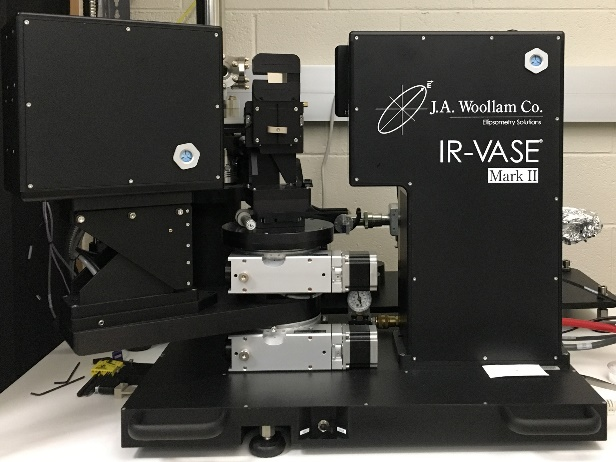 E
J.A. Woollam Co.
Ellipsometry Solutions
IR-VASE
Mark II